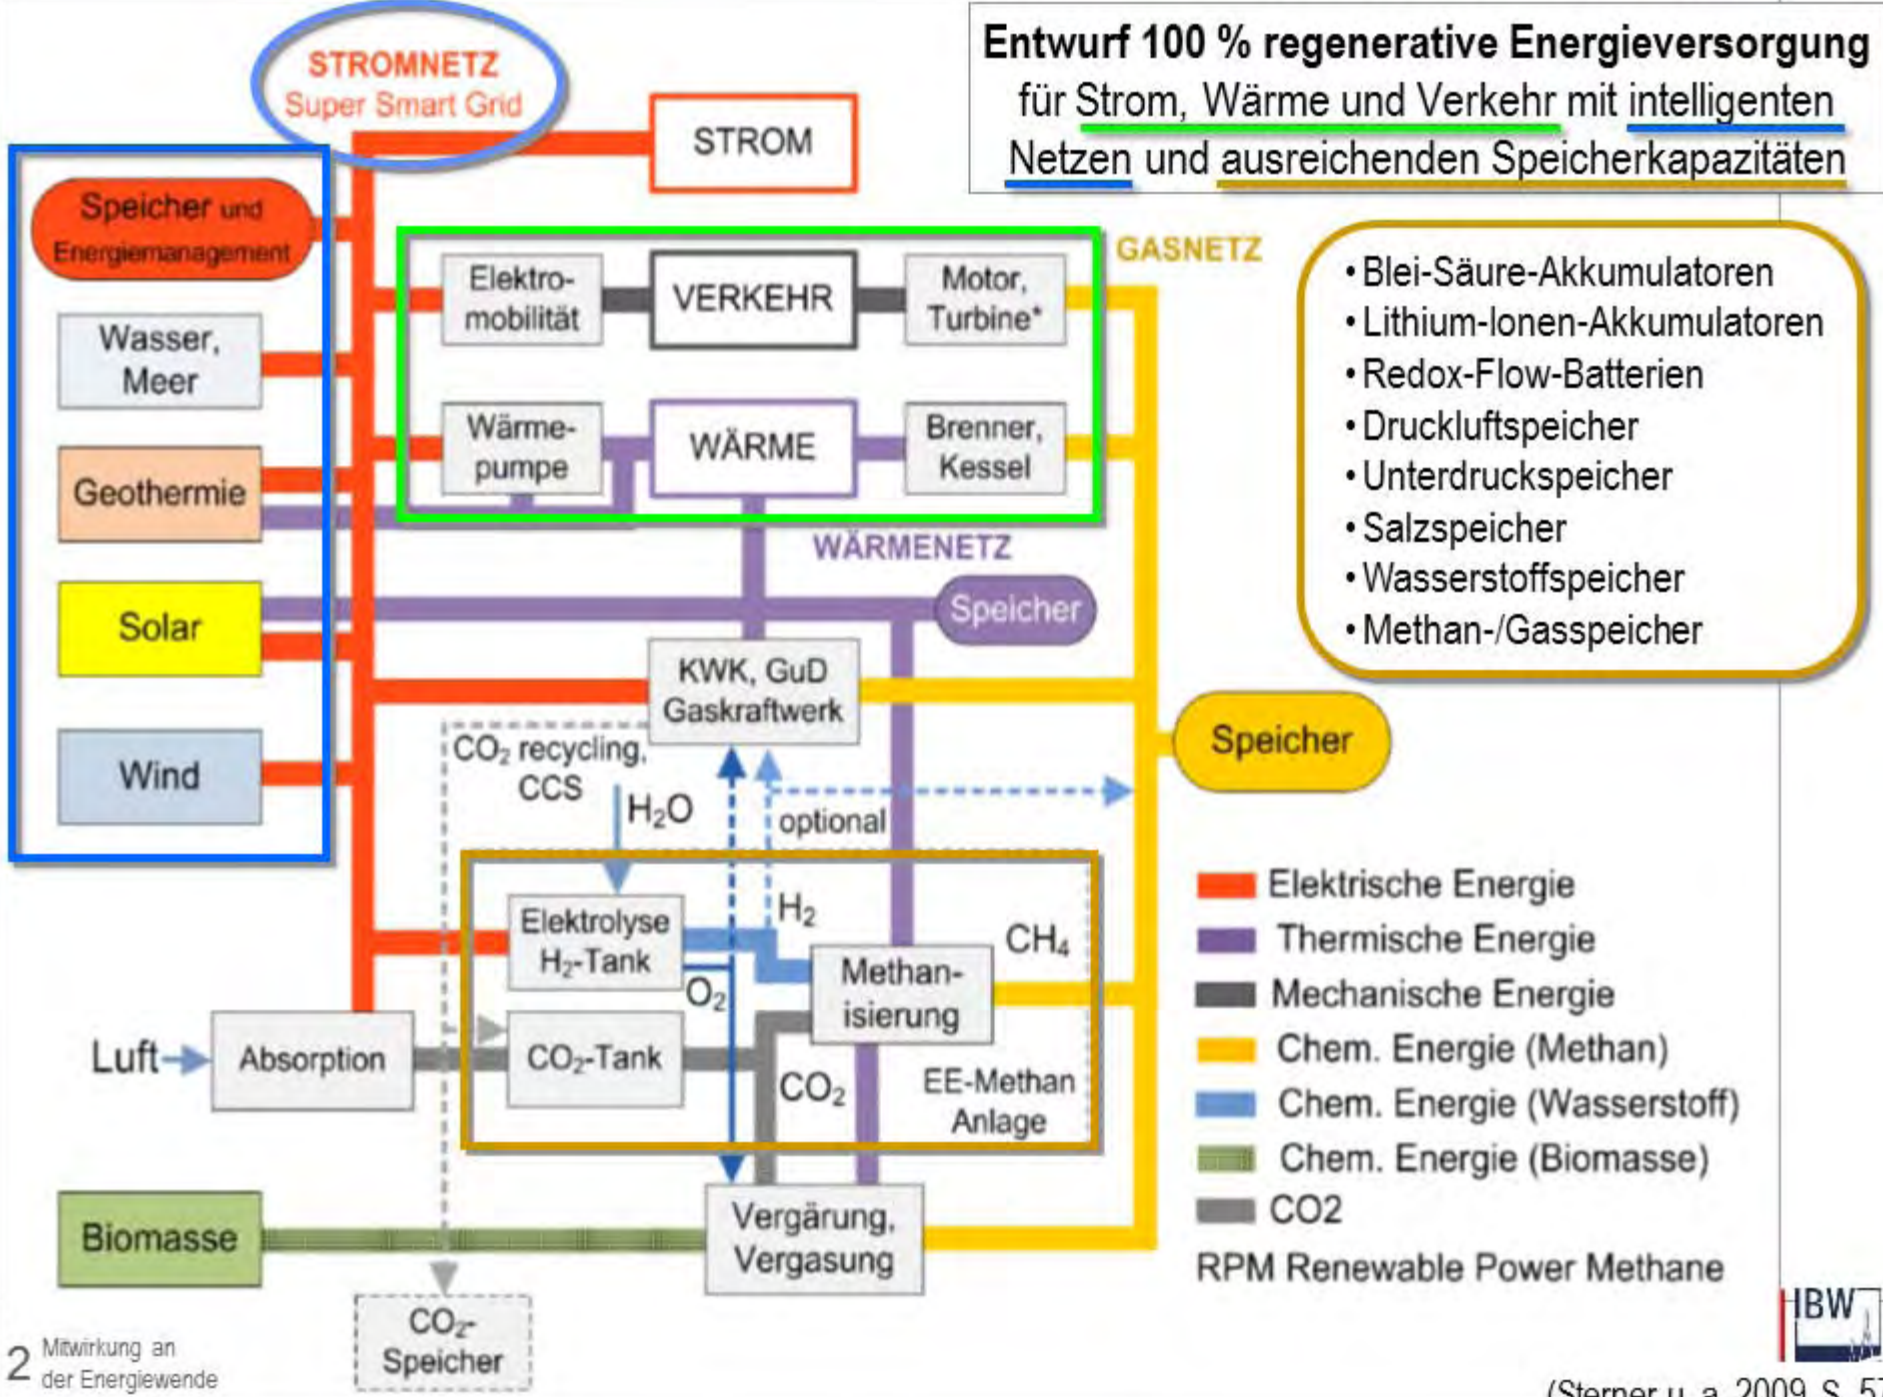 Entwurf 100 % regenerative Energieversorgung
für Strom, Wärme und Verkehr mit intelligenten
Netzen und ausreichenden Speicherkapazitäten
STROMNETZ
Super Smart Grid
STROM
Speicher und
Energiemanagement
Wasser,
Meer
Geothermie
Solar
Wind
Elektro-
mobilität
VERKEHR
Motor,
Turbine*
GASNETZ
Wärme-
pumpe
WÄRME
Brenner,
Kessel
WÄRMENETZ
Speicher
• Blei-Säure-Akkumulatoren
• Lithium-Ionen-Akkumulatoren
• Redox-Flow-Batterien
• Druckluftspeicher
• Unterdruckspeicher
• Salzspeicher
• Wasserstoffspeicher
• Methan-/Gasspeicher
KWK, GuD
Gaskraftwerk
Speicher
CO₂ recycling,
CCS
H₂O
optional
Elektrolyse
H₂-Tank
H₂
O₂
CH₄
Methan-
isierung
Luft
Absorption
CO₂-Tank
CO₂
EE-Methan
Anlage
Biomasse
Vergärung,
Vergasung
CO₂-
Speicher
Elektrische Energie
Thermische Energie
Mechanische Energie
Chem. Energie (Methan)
Chem. Energie (Wasserstoff)
Chem. Energie (Biomasse)
CO2
RPM Renewable Power Methane
2 Mitwirkung an
der Energiewende
IBW
(Sterner u. a. 2009, S. 57